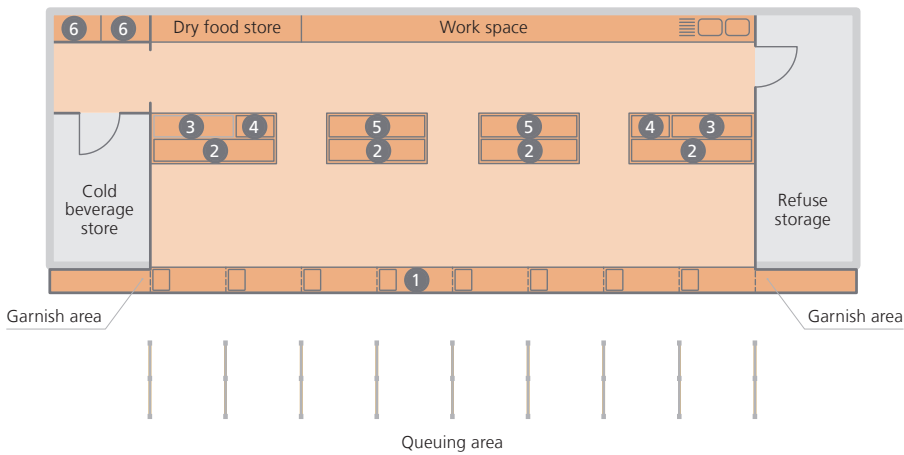 6 6 Dry food store Work space
3 4 5 5 4 3
2 2 2 2
Cold
beverage
store
Refuse
storage
1
Garnish area Garnish area
Queuing area